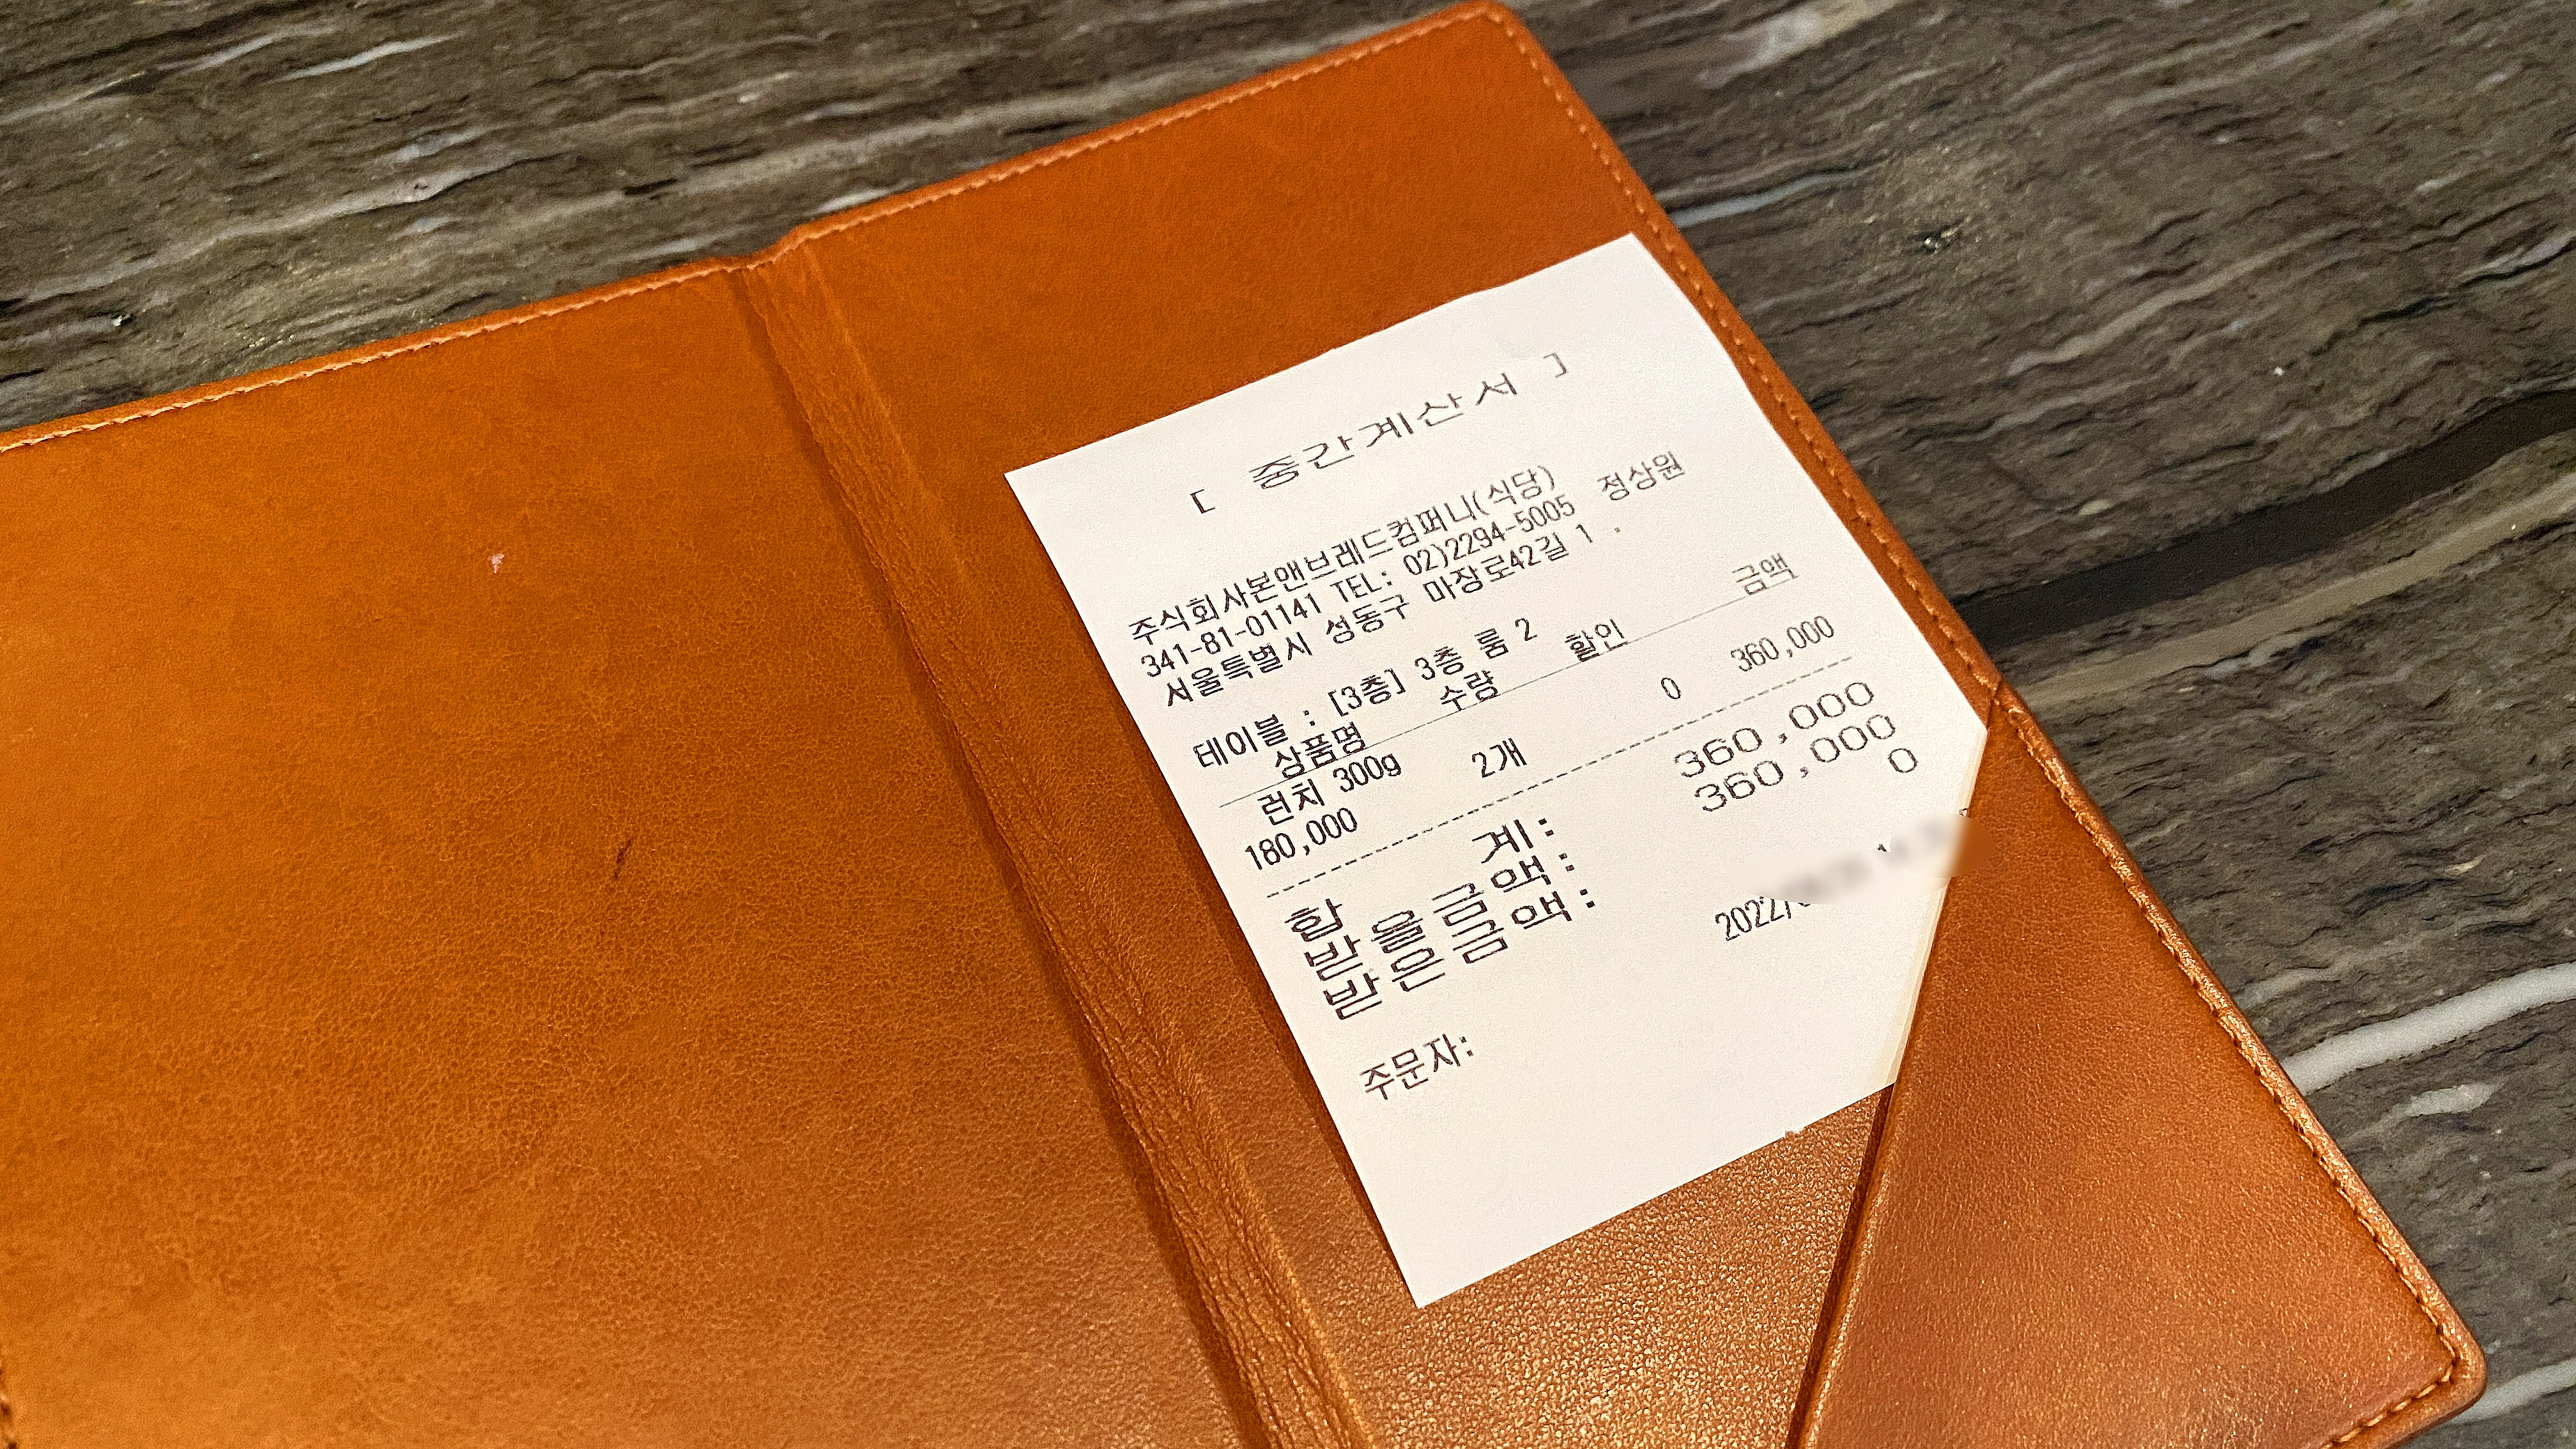 [ 중간계산서 ]
주식회사본앤브레드컴퍼니(식당)
341-81-01141 TEL: 02)2294-5005 정상원
서울특별시 성동구 마장로42길 1 .
테이블 : [3층] 3층 룸 2
상품명 수량 할인 금액
런치 300g
180,000 2개 0 360,000
합 계: 360,000
받 을 금 액: 360,000
받 은 금 액: 0
2022/
주문자: